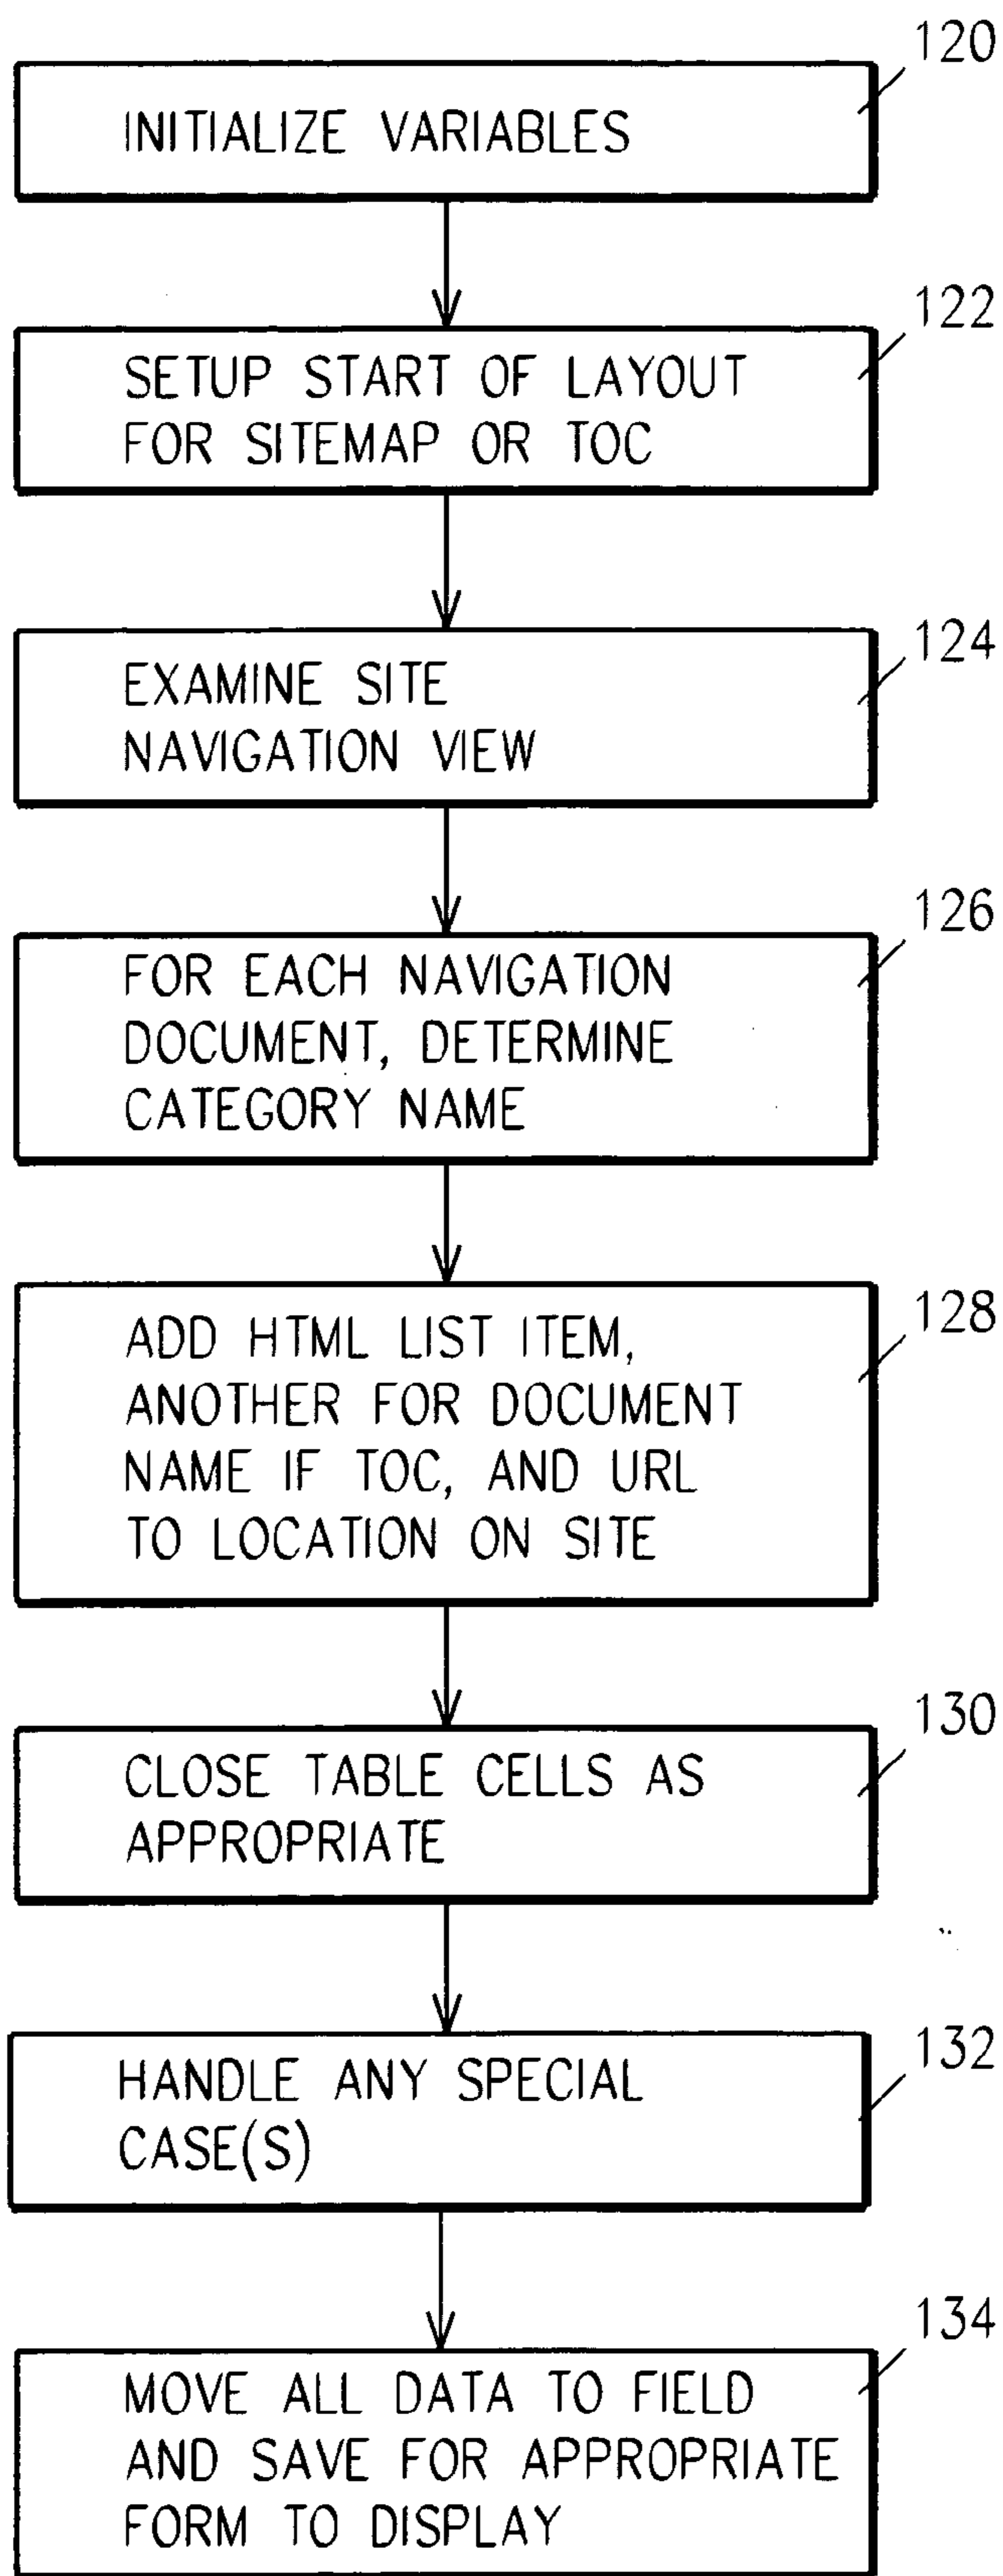 120
INITIALIZE VARIABLES
122
SETUP START OF LAYOUT
FOR SITEMAP OR TOC
124
EXAMINE SITE
NAVIGATION VIEW
126
FOR EACH NAVIGATION
DOCUMENT, DETERMINE
CATEGORY NAME
128
ADD HTML LIST ITEM,
ANOTHER FOR DOCUMENT
NAME IF TOC, AND URL
TO LOCATION ON SITE
130
CLOSE TABLE CELLS AS
APPROPRIATE
132
HANDLE ANY SPECIAL
CASE(S)
134
MOVE ALL DATA TO FIELD
AND SAVE FOR APPROPRIATE
FORM TO DISPLAY